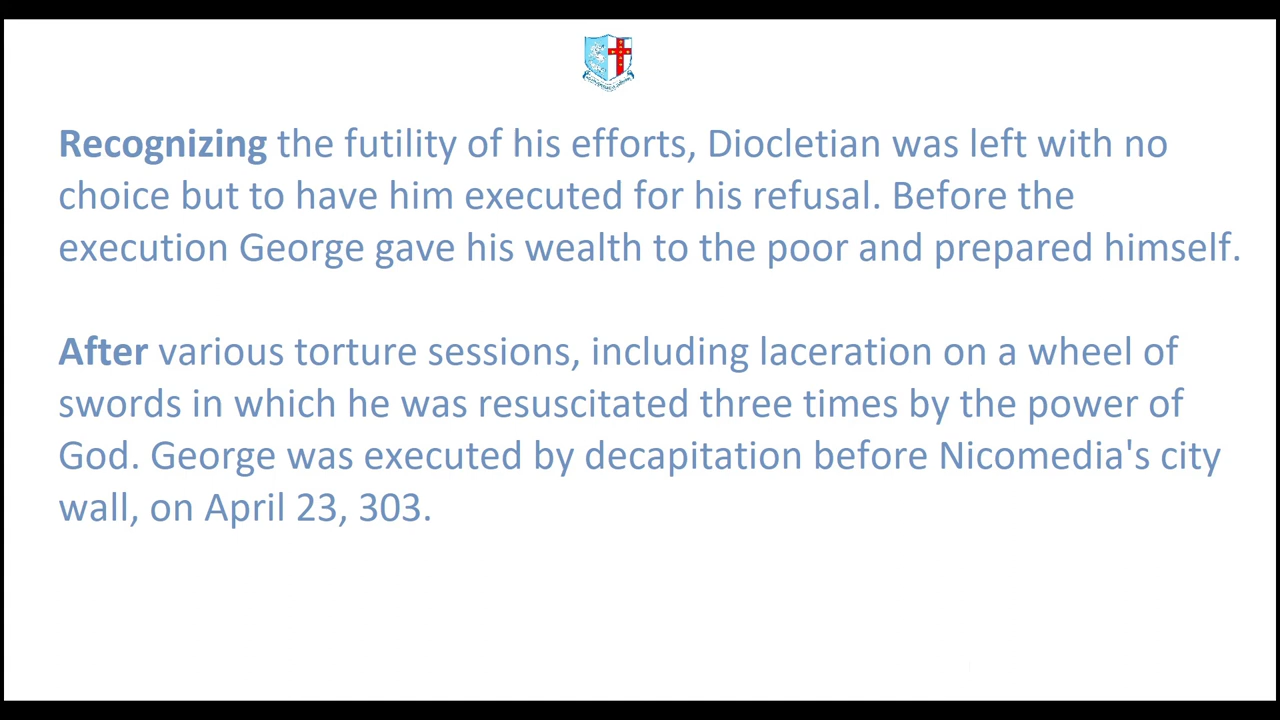 Recognizing the futility of his efforts, Diocletian was left with no
choice but to have him executed for his refusal. Before the
execution George gave his wealth to the poor and prepared himself.
After various torture sessions, including laceration on a wheel of
swords in which he was resuscitated three times by the power of
God. George was executed by decapitation before Nicomedia's city
wall, on April 23, 303.